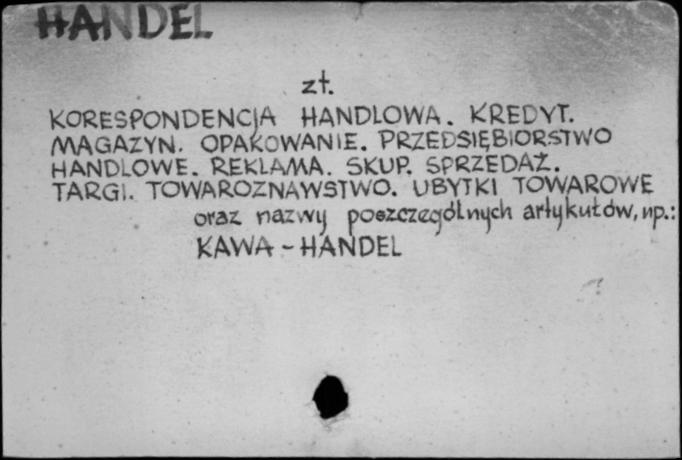 HANDEL
zł.
KORESPONDENCJA HANDLOWA. KREDYT.
MAGAZYN. OPAKOWANIE. PRZEDSIĘBIORSTWO
HANDLOWE. REKLAMA. SKUP. SPRZEDAŻ.
TARGI. TOWAROZNAWSTWO. UBYTKI TOWAROWE
oraz nazwy poszczególnych artykułów, np.:
KAWA - HANDEL